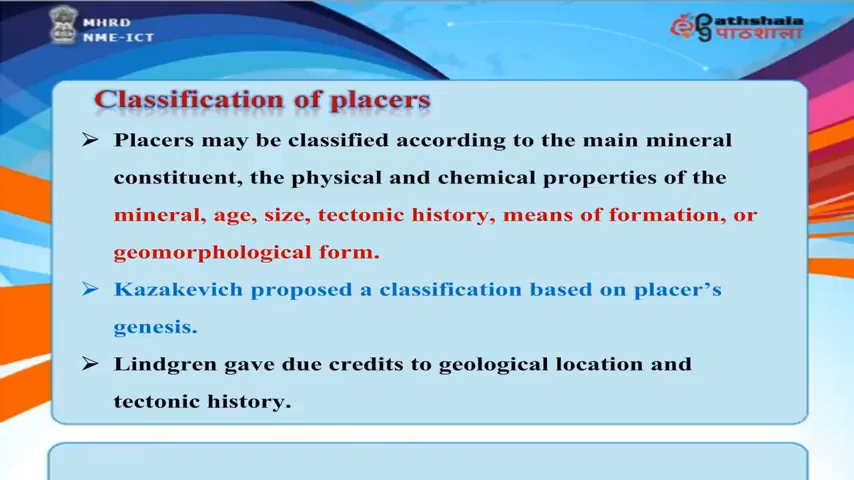 MHRD
NME-ICT
Pathshala
पाठशाला
Classification of placers
Placers may be classified according to the main mineral
constituent, the physical and chemical properties of the
mineral, age, size, tectonic history, means of formation, or
geomorphological form.
Kazakevich proposed a classification based on placer’s
genesis.
Lindgren gave due credits to geological location and
tectonic history.